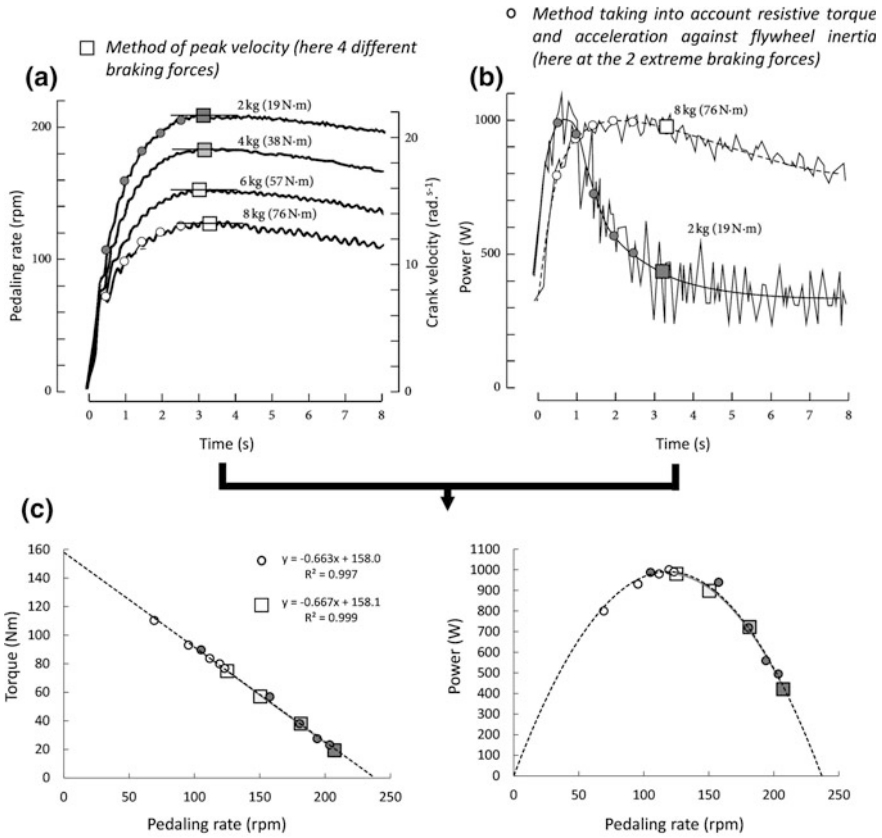 Method of peak velocity (here 4 different
braking forces)
Method taking into account resistive torque
and acceleration against flywheel inertia
(here at the 2 extreme braking forces)
(a)
200
100
0
Pedaling rate (rpm)
2 kg (19 N·m)
4 kg (38 N·m)
6 kg (57 N·m)
8 kg (76 N·m)
20
10
0
Crank velocity (rad.s-1)
0 1 2 3 4 5 6 7 8
Time (s)
(b)
1000
500
0
Power (W)
8 kg (76 N·m)
2 kg (19 N·m)
0 1 2 3 4 5 6 7 8
Time (s)
(c)
160
140
120
100
80
60
40
20
0
Torque (Nm)
y = -0.663x + 158.0
R² = 0.997
y = -0.667x + 158.1
R² = 0.999
0 50 100 150 200 250
Pedaling rate (rpm)
1100
1000
900
800
700
600
500
400
300
200
100
0
Power (W)
0 50 100 150 200 250
Pedaling rate (rpm)